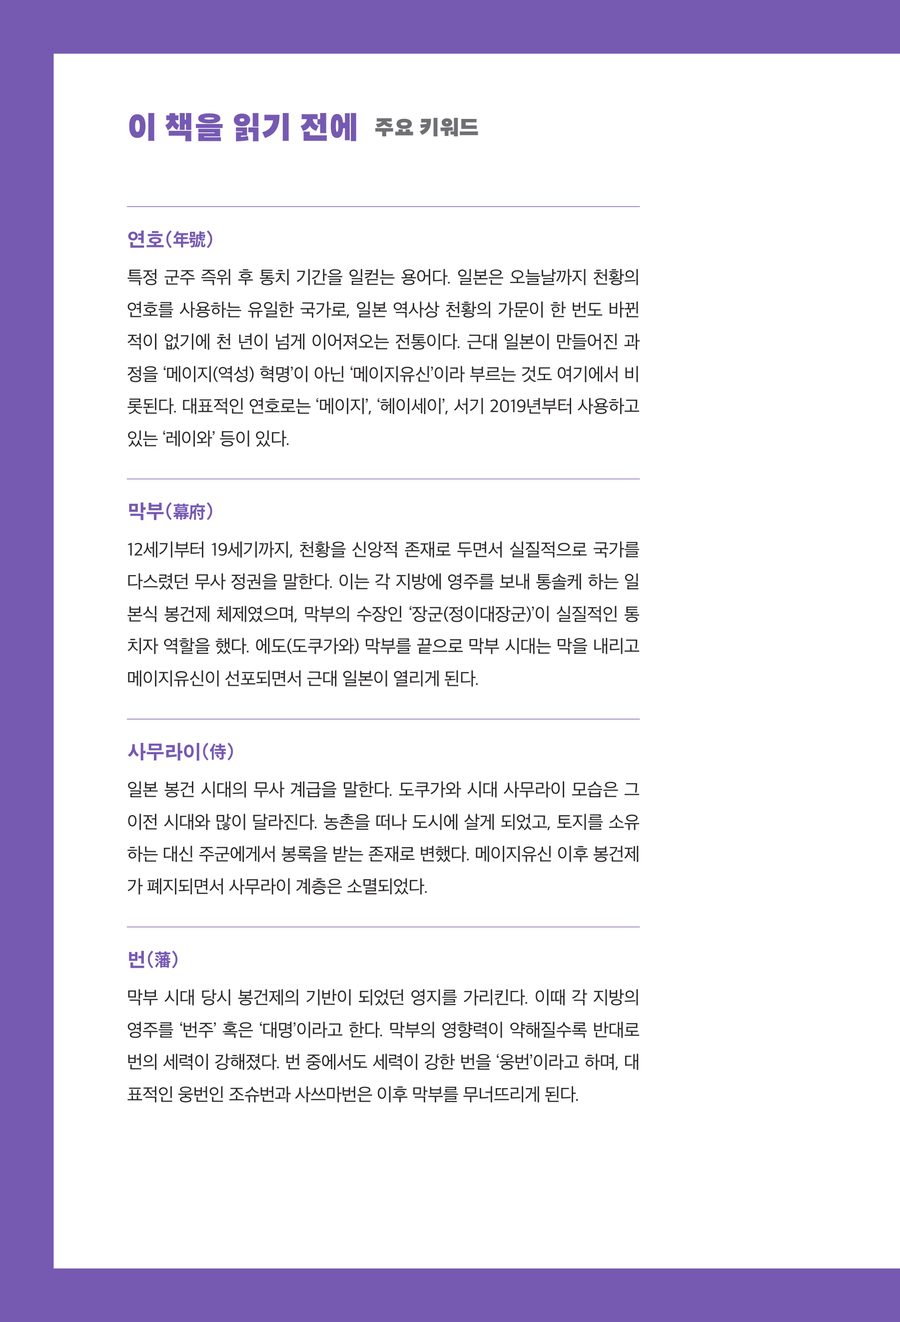 이 책을 읽기 전에 주요 키워드
연호(年號)
특정 군주 즉위 후 통치 기간을 일컫는 용어다. 일본은 오늘날까지 천황의
연호를 사용하는 유일한 국가로, 일본 역사상 천황의 가문이 한 번도 바뀐
적이 없기에 천 년이 넘게 이어져오는 전통이다. 근대 일본이 만들어진 과
정을 ‘메이지(역성) 혁명’이 아닌 ‘메이지유신’이라 부르는 것도 여기에서 비
롯된다. 대표적인 연호로는 ‘메이지’, ‘헤이세이’, 서기 2019년부터 사용하고
있는 ‘레이와’ 등이 있다.
막부(幕府)
12세기부터 19세기까지, 천황을 신앙적 존재로 두면서 실질적으로 국가를
다스렸던 무사 정권을 말한다. 이는 각 지방에 영주를 보내 통솔케 하는 일
본식 봉건제 체제였으며, 막부의 수장인 ‘장군(정이대장군)’이 실질적인 통
치자 역할을 했다. 에도(도쿠가와) 막부를 끝으로 막부 시대는 막을 내리고
메이지유신이 선포되면서 근대 일본이 열리게 된다.
사무라이(侍)
일본 봉건 시대의 무사 계급을 말한다. 도쿠가와 시대 사무라이 모습은 그
이전 시대와 많이 달라진다. 농촌을 떠나 도시에 살게 되었고, 토지를 소유
하는 대신 주군에게서 봉록을 받는 존재로 변했다. 메이지유신 이후 봉건제
가 폐지되면서 사무라이 계층은 소멸되었다.
번(藩)
막부 시대 당시 봉건제의 기반이 되었던 영지를 가리킨다. 이때 각 지방의
영주를 ‘번주’ 혹은 ‘대명’이라고 한다. 막부의 영향력이 약해질수록 반대로
번의 세력이 강해졌다. 번 중에서도 세력이 강한 번을 ‘웅번’이라고 하며, 대
표적인 웅번인 조슈번과 사쓰마번은 이후 막부를 무너뜨리게 된다.